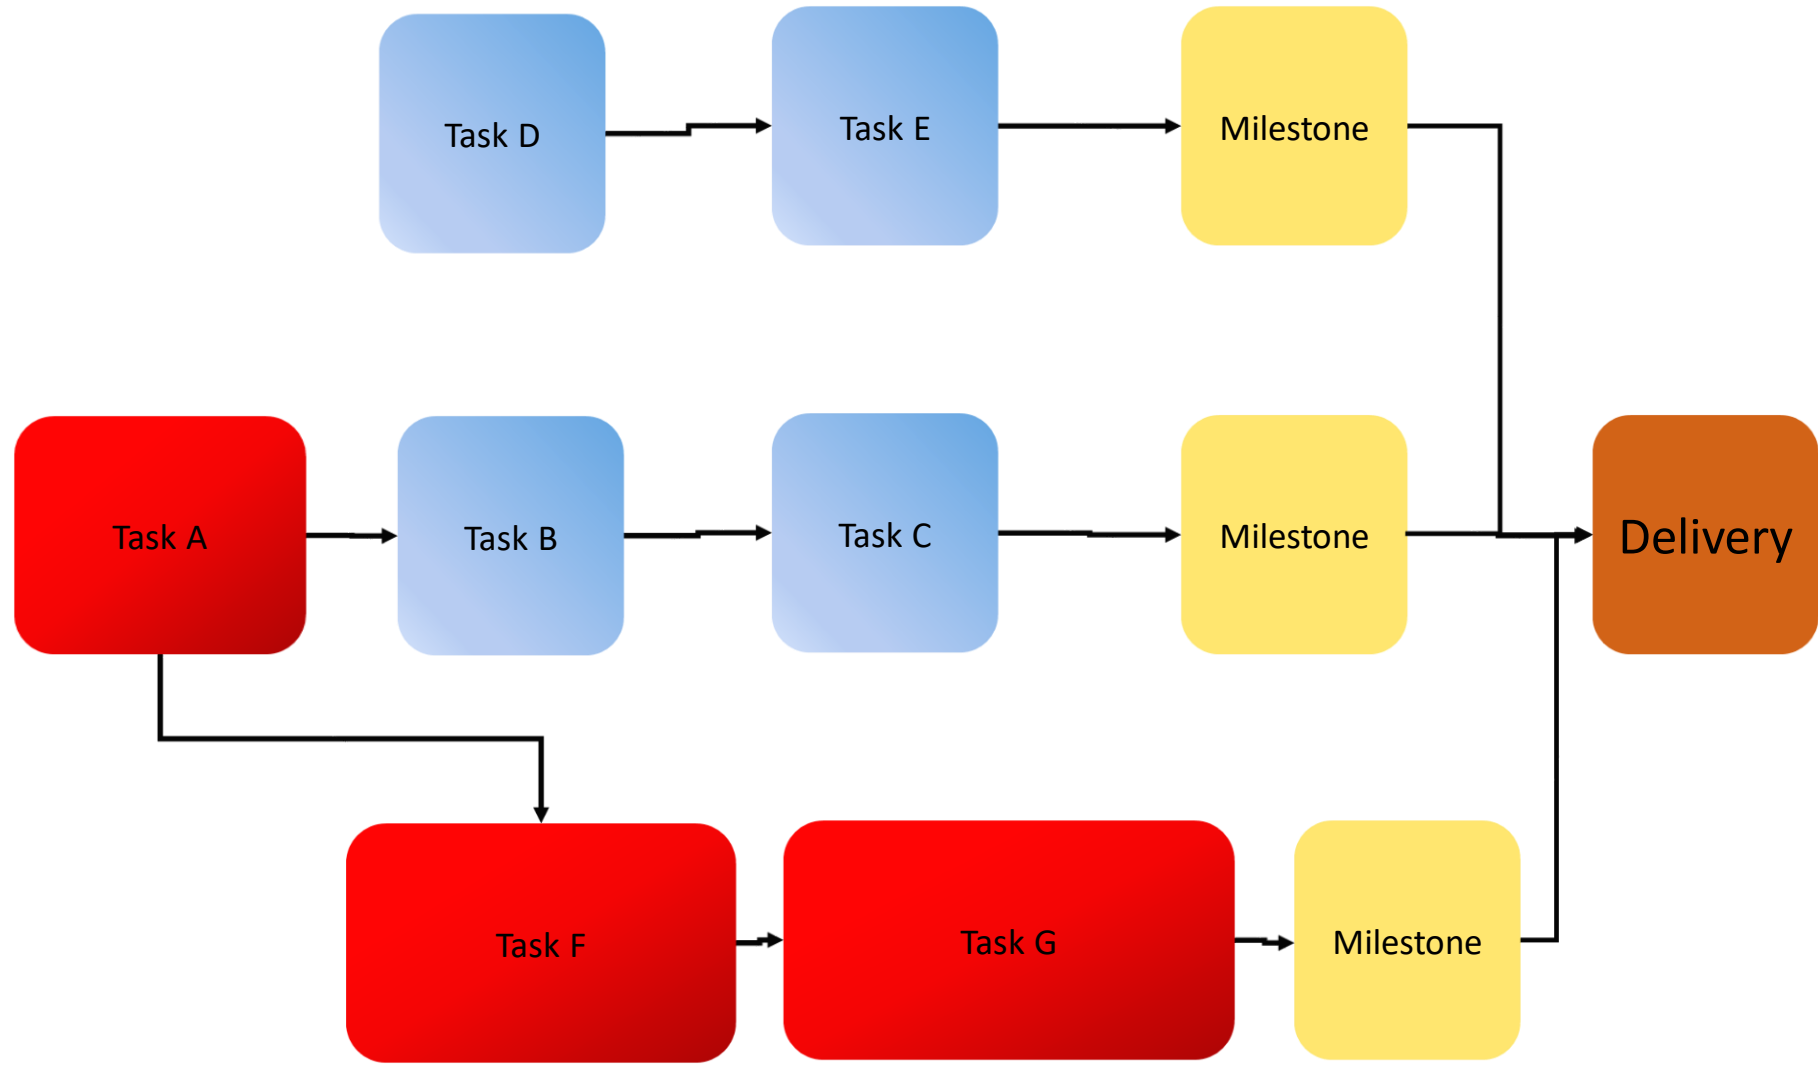 Task D
Task E
Milestone
Task A
Task B
Task C
Milestone
Delivery
Task F
Task G
Milestone